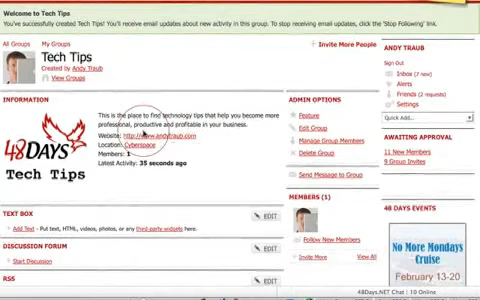 Welcome to Tech Tips
You've successfully created Tech Tips! You'll receive email updates about new activity in this group. To stop receiving email updates, click the 'Stop Following' link.
All Groups My Groups
Tech Tips
Created by Andy Traub
View Groups
+ Invite More People
INFORMATION
48DAYS
Tech Tips
This is the place to find technology tips that help you become more
professional, productive and profitable in your business.
Website: http://www.andytraub.com
Location: Cyberspace
Members: 1
Latest Activity: 35 seconds ago
TEXT BOX
EDIT
+ Add Text - Put text, HTML, videos, photos, or any third-party widgets here.
DISCUSSION FORUM
EDIT
+ Start Discussion
RSS
EDIT
ADMIN OPTIONS
Feature
Edit Group
Manage Group Members
Delete Group
Send Message to Group
MEMBERS (1)
Follow New Members
+ Invite More View All
ANDY TRAUB
Sign Out
Inbox (7 new)
Alerts
Friends (2 requests)
Settings
Quick Add...
AWAITING APPROVAL
11 New Members
9 Group Invites
48 DAYS EVENTS
No More Mondays
Cruise
February 13-20
48Days.NET Chat | 10 Online